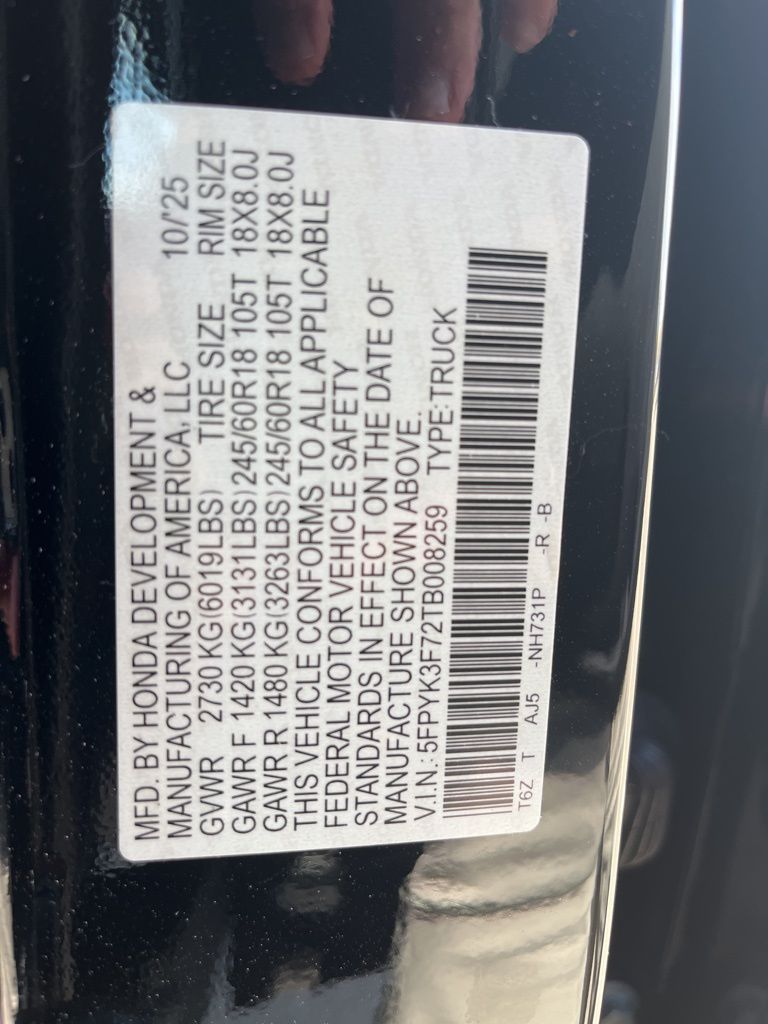 MFD. BY HONDA DEVELOPMENT &
MANUFACTURING OF AMERICA, LLC 10/'25
GVWR 2730 KG(6019LBS) TIRE SIZE RIM SIZE
GAWR F 1420 KG(3131LBS)245/60R18 105T 18X8.0J
GAWR R 1480 KG(3263LBS)245/60R18 105T 18X8.0J
THIS VEHICLE CONFORMS TO ALL APPLICABLE
FEDERAL MOTOR VEHICLE SAFETY
STANDARDS IN EFFECT ON THE DATE OF
MANUFACTURE SHOWN ABOVE.
V.I.N.:5FPYK3F72TB008259 TYPE:TRUCK
T6Z T AJ5 -NH731P -R -B